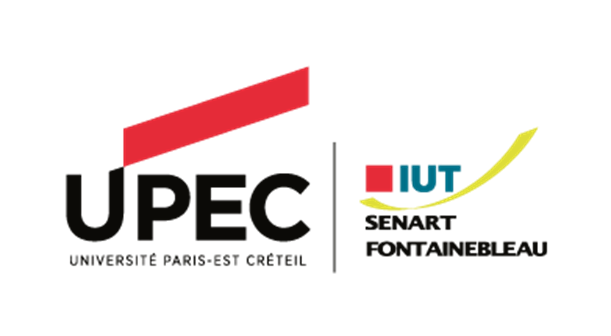 UPEC
UNIVERSITÉ PARIS-EST CRÉTEIL
IUT
SENART
FONTAINEBLEAU